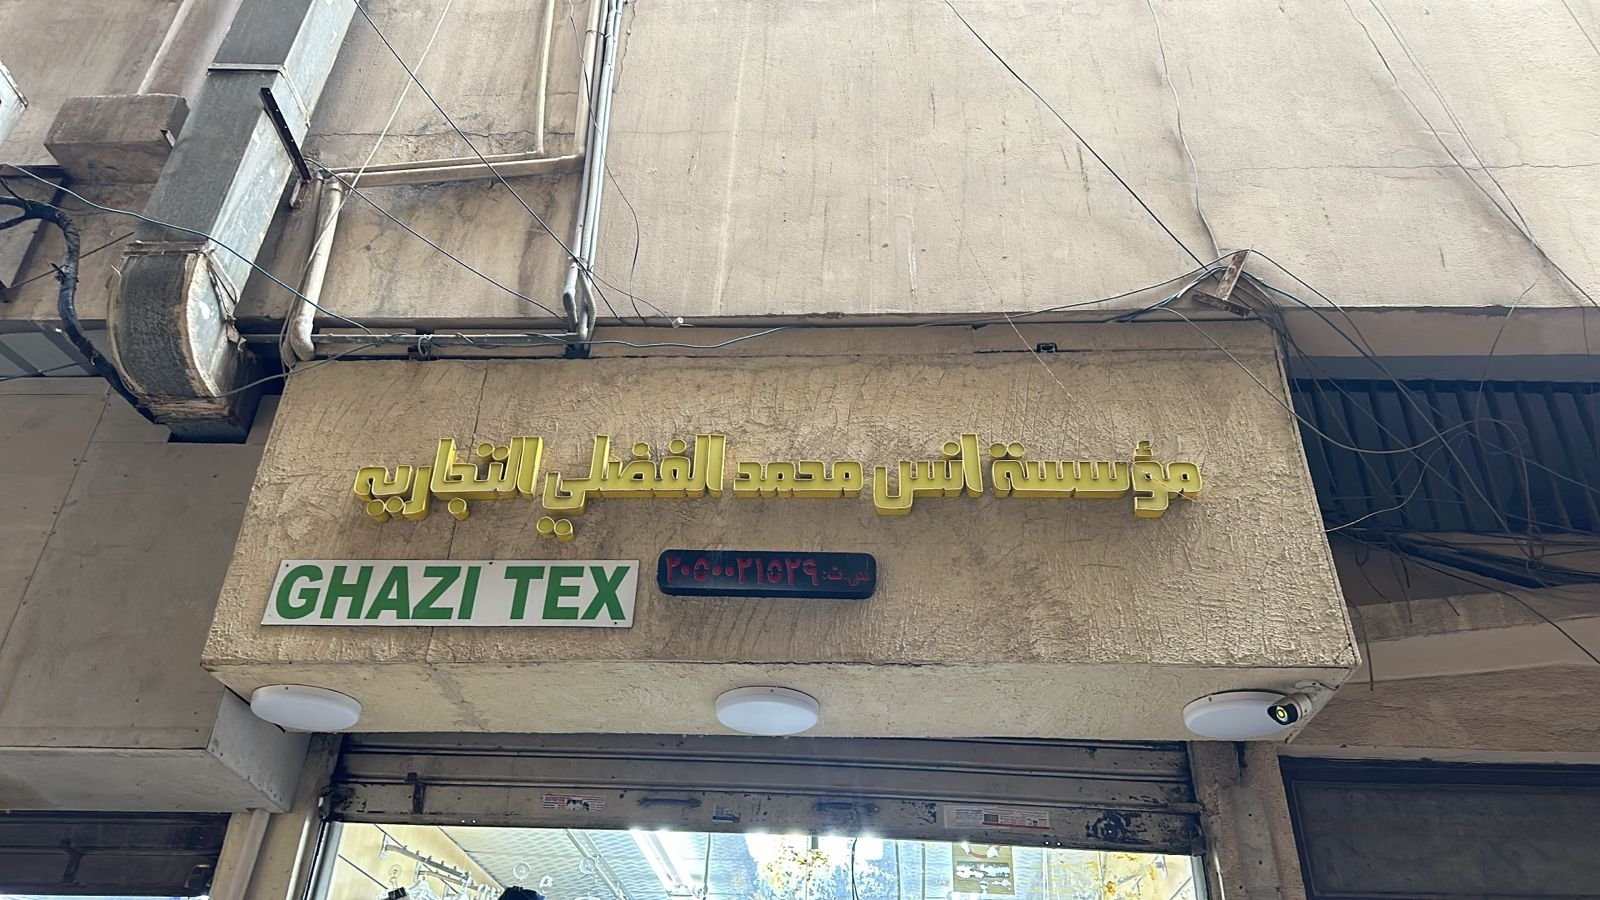 مؤسسة انس محمد الفضلي التجاريه
س.ت: ٢٠٥٠٠٢١٥٢٩
GHAZI TEX